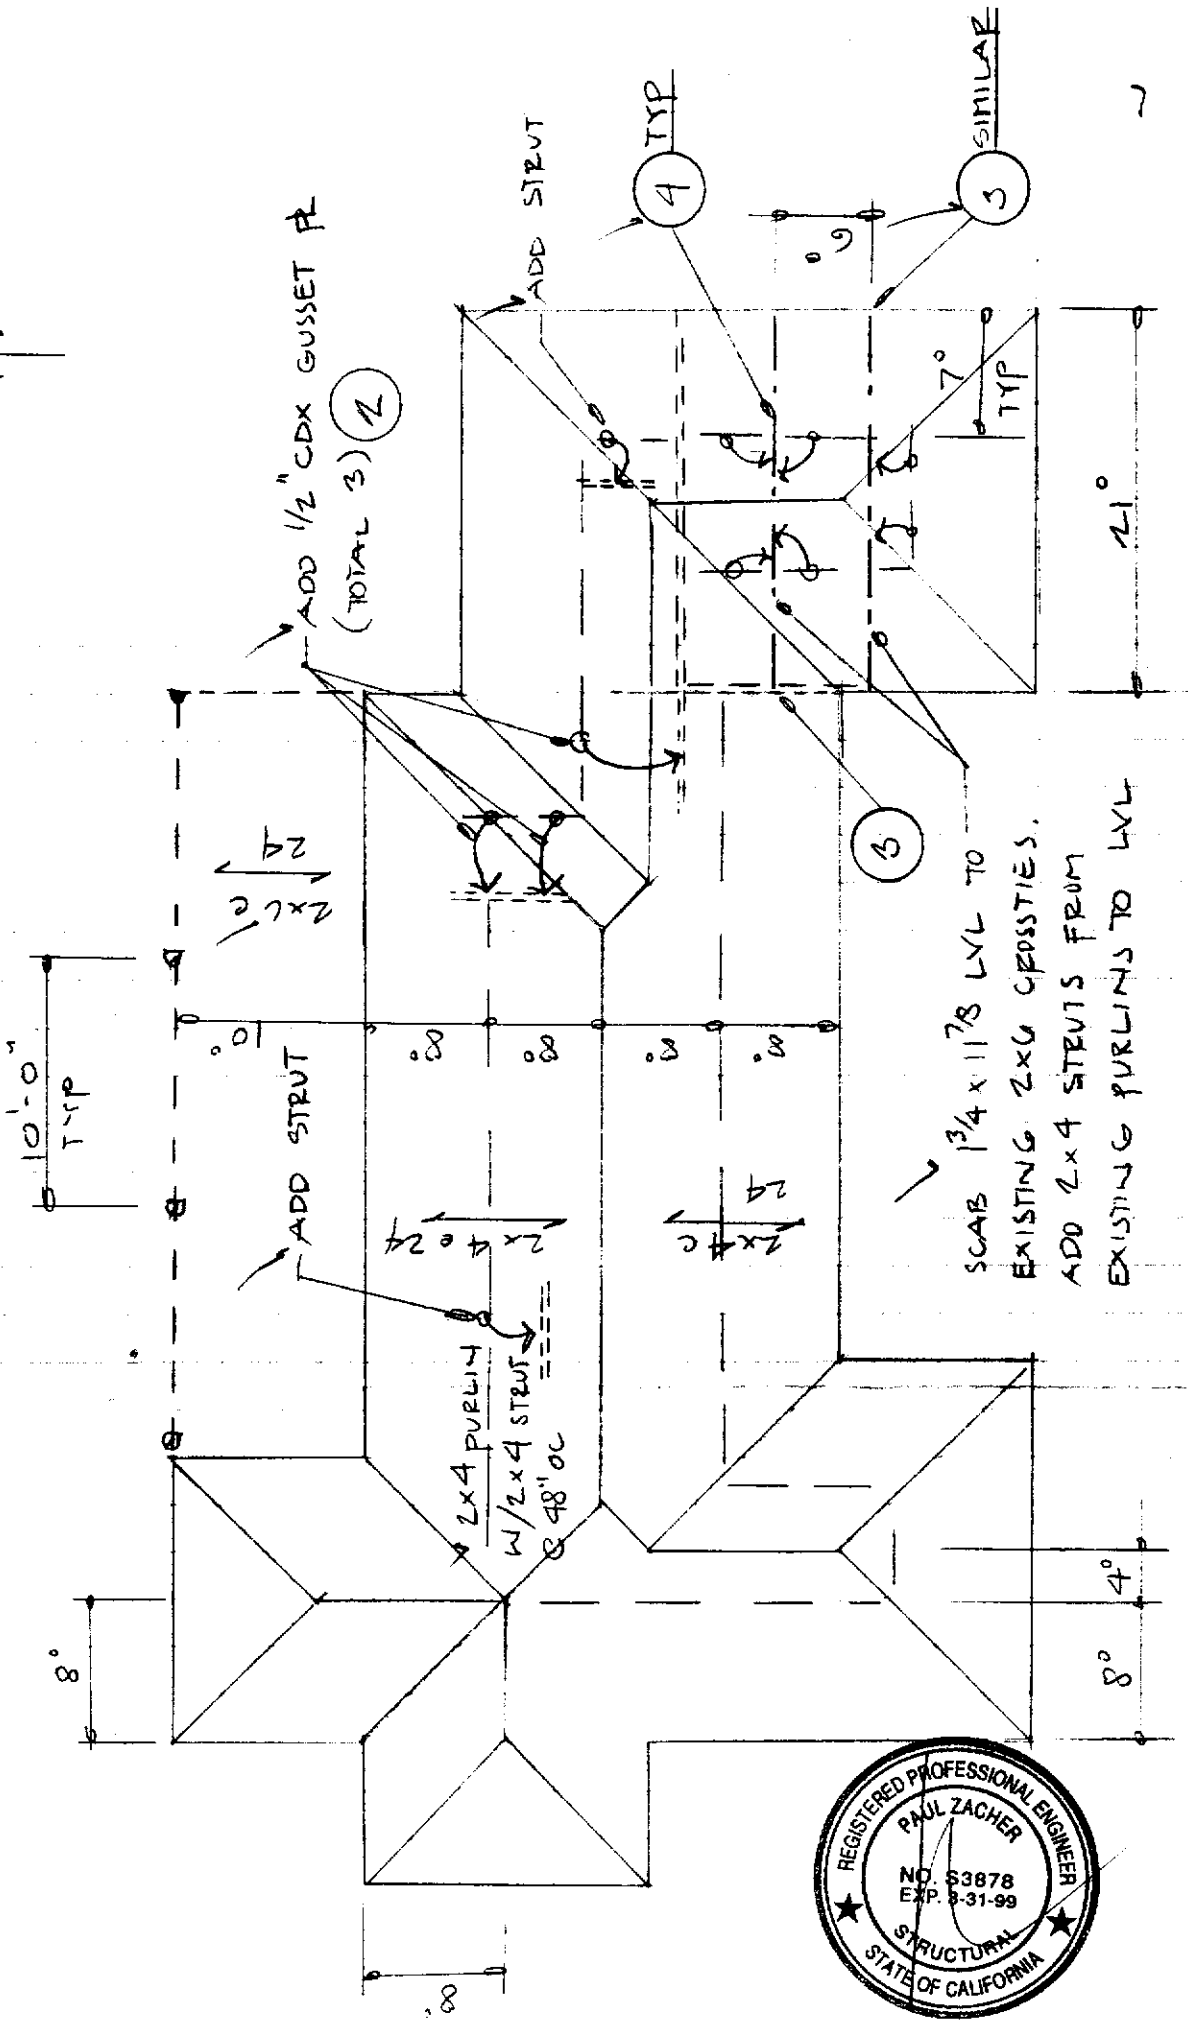 10'-0"
TYP
ADD 1/2" CDX GUSSET PL
(TOTAL 3) 2
ADD STRUT
4 TYP
3 SIMILAR
6°
7°
TYP
21°
2x6 @
24
10°
8°
8°
8°
8°
ADD STRUT
2x4 @ 24
2x4 @
24
2x4 PURLIN
W/2x4 STRUT
@ 48" OC
3
SCAB 1 3/4 x 11 7/8 LVL TO
EXISTING 2x6 CROSSTIES.
ADD 2x4 STRUTS FROM
EXISTING PURLINS TO LVL
8°
8°
8°
4°
REGISTERED PROFESSIONAL ENGINEER
PAUL ZACHER
NO. S3878
EXP. 3-31-99
STRUCTURAL
STATE OF CALIFORNIA